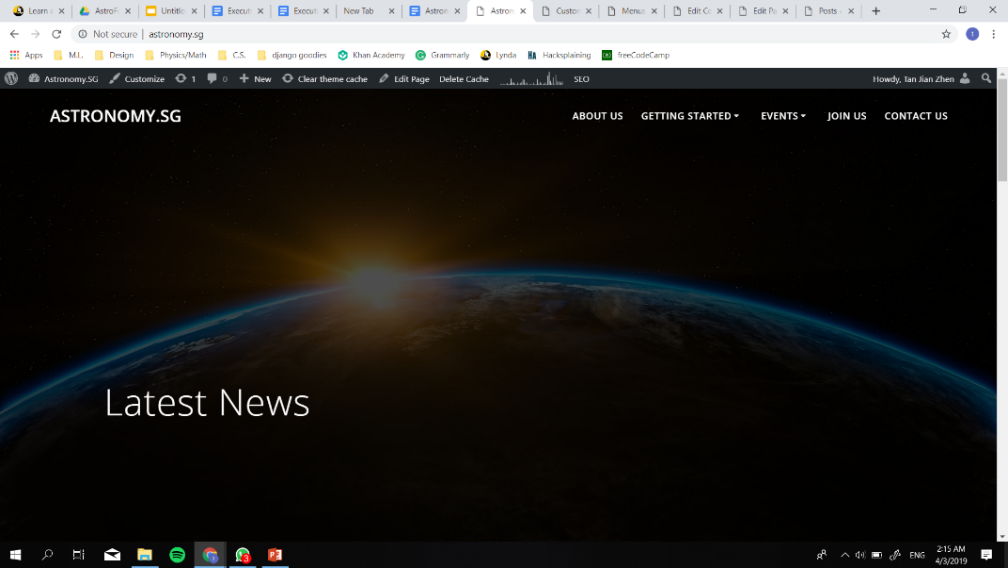 Learn a AstroF Untitle Execut Execut New Tab Astron Astron Custom Menus Edit Co Edit Pa Posts
Not secure | astronomy.sg
Apps M.L. Design Physics/Math C.S. django goodies Khan Academy Grammarly Lynda Hacksplaining freeCodeCamp
Astronomy.SG Customize 1 0 New Clear theme cache Edit Page Delete Cache SEO Howdy, Tan Jian Zhen
ASTRONOMY.SG ABOUT US GETTING STARTED EVENTS JOIN US CONTACT US
Latest News
3
ENG
2:15 AM
4/3/2019